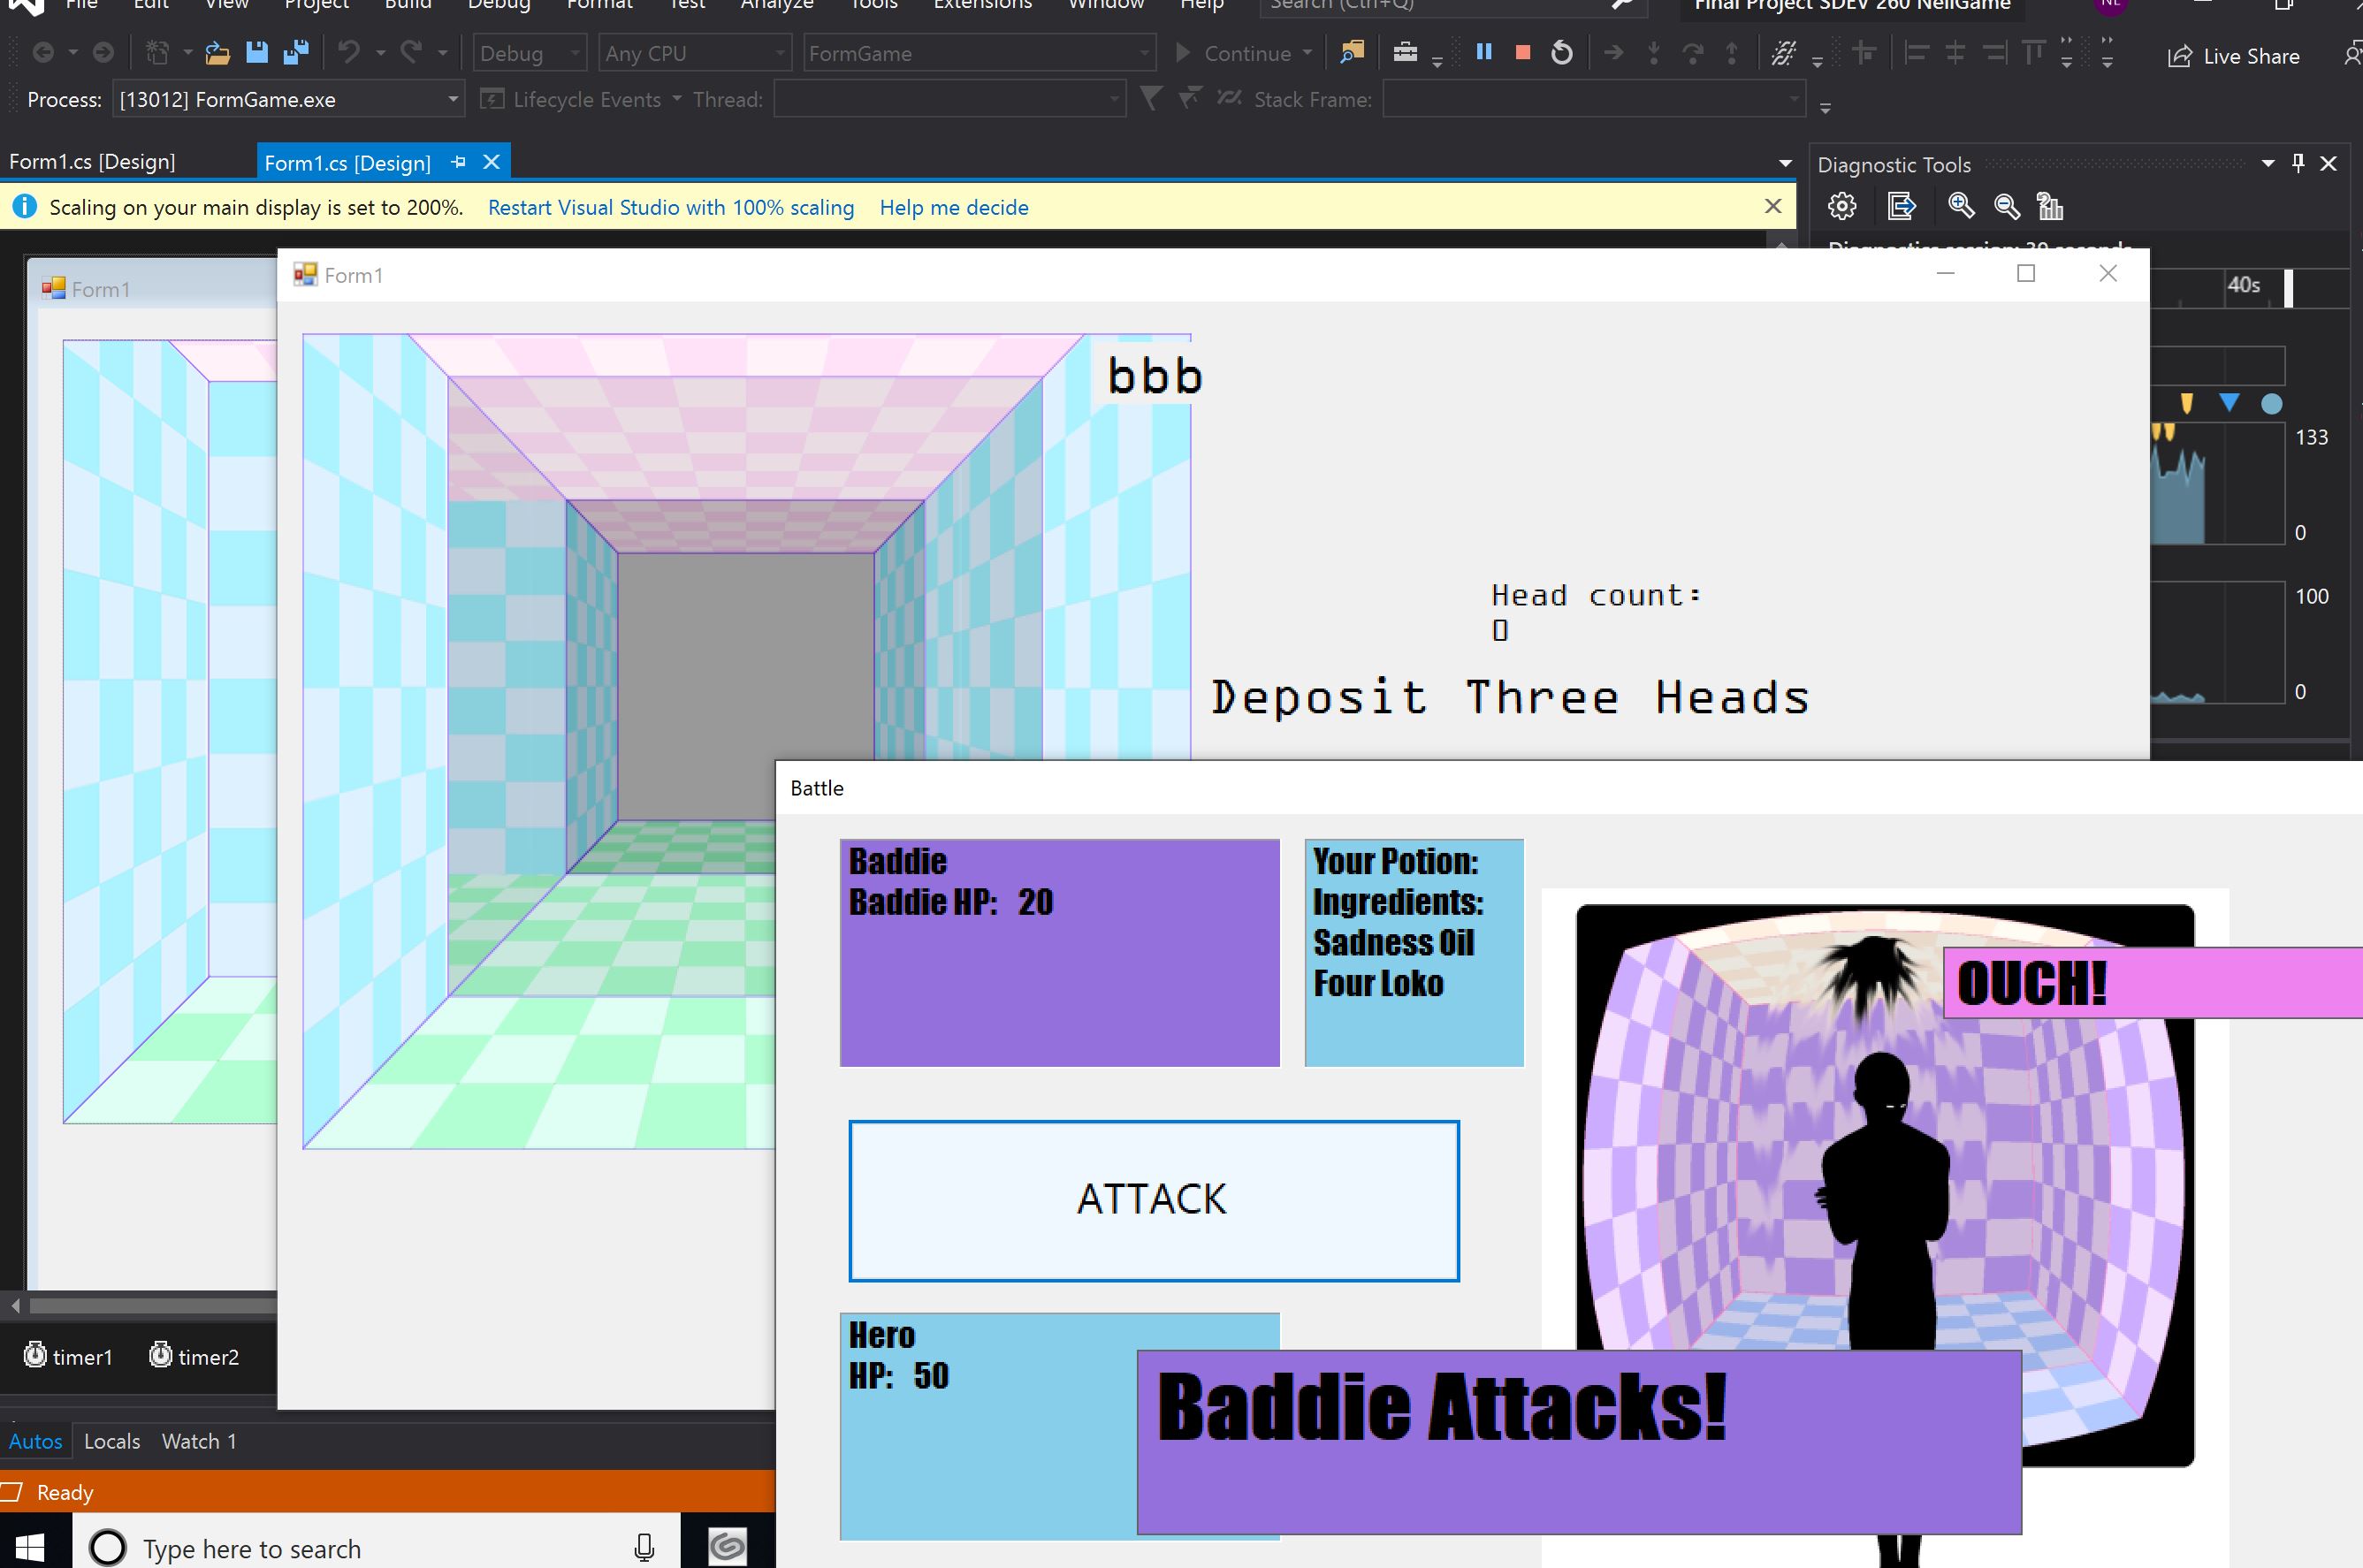 File Edit View Project Build Debug Format Test Analyze Tools Extensions Window Help Search (Ctrl+Q) Final Project SDEV 260 NellGame NL
Debug Any CPU FormGame Continue Live Share
Process: [13012] FormGame.exe Lifecycle Events Thread: Stack Frame:
Form1.cs [Design] Form1.cs [Design] Diagnostic Tools
Scaling on your main display is set to 200%. Restart Visual Studio with 100% scaling Help me decide
Diagnostics session: 39 seconds
Form1
Form1
40s
bbb
133
0
Head count:
0
100
0
Deposit Three Heads
Battle
Baddie
Baddie HP: 20
Your Potion:
Ingredients:
Sadness Oil
Four Loko
OUCH!
ATTACK
Hero
HP: 50
Baddie Attacks!
timer1 timer2
Autos Locals Watch 1
Ready
Type here to search